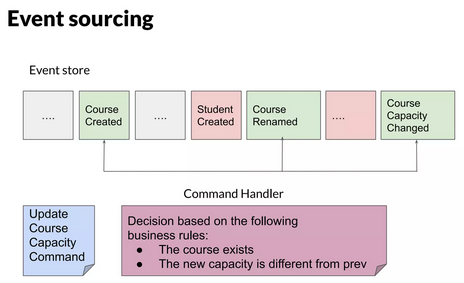 Event sourcing
Event store
....
Course
Created
....
Student
Created
Course
Renamed
....
Course
Capacity
Changed
Command Handler
Update
Course
Capacity
Command
Decision based on the following
business rules:
● The course exists
● The new capacity is different from prev